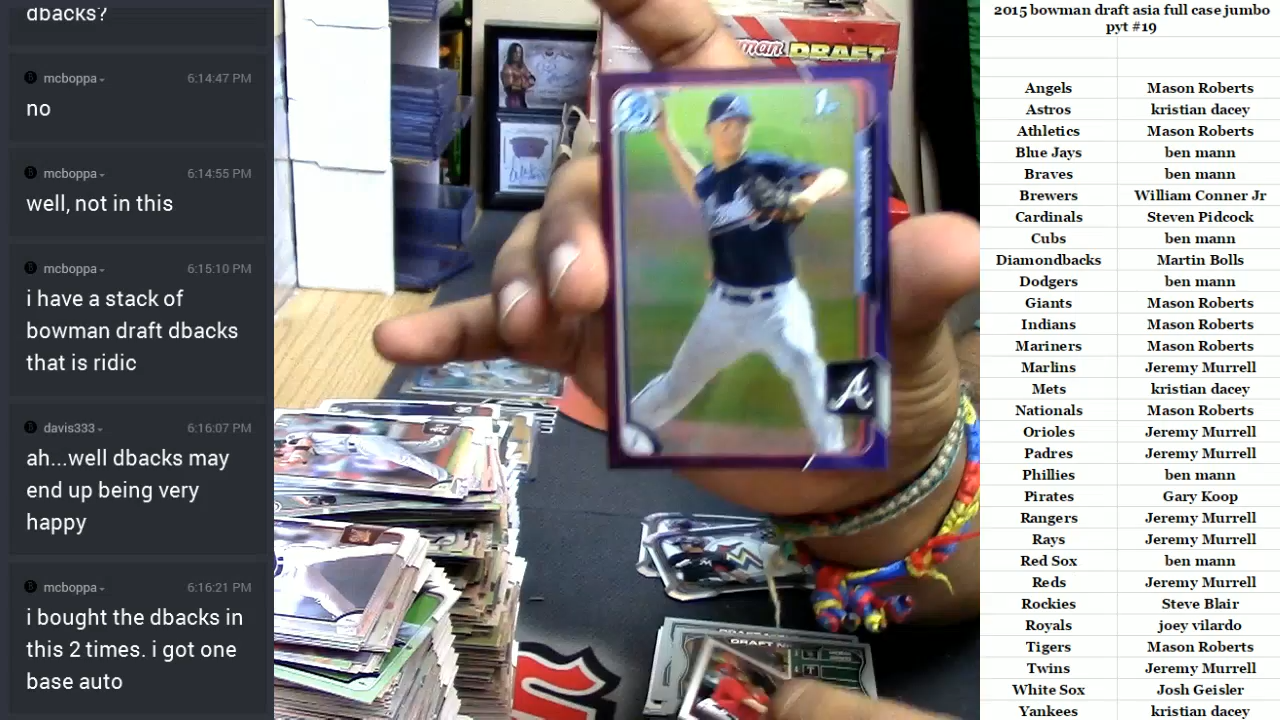 dbacks?
mcboppa 6:14:47 PM
no
mcboppa 6:14:55 PM
well, not in this
mcboppa 6:15:10 PM
i have a stack of
bowman draft dbacks
that is ridic
davis333 6:16:07 PM
ah...well dbacks may
end up being very
happy
mcboppa 6:16:21 PM
i bought the dbacks in
this 2 times. i got one
base auto
DRAFT
1st
A
2015 bowman draft asia full case jumbo
pyt #19
Angels Mason Roberts
Astros kristian dacey
Athletics Mason Roberts
Blue Jays ben mann
Braves ben mann
Brewers William Conner Jr
Cardinals Steven Pidcock
Cubs ben mann
Diamondbacks Martin Bolls
Dodgers ben mann
Giants Mason Roberts
Indians Mason Roberts
Mariners Mason Roberts
Marlins Jeremy Murrell
Mets kristian dacey
Nationals Mason Roberts
Orioles Jeremy Murrell
Padres Jeremy Murrell
Phillies ben mann
Pirates Gary Koop
Rangers Jeremy Murrell
Rays Jeremy Murrell
Red Sox ben mann
Reds Jeremy Murrell
Rockies Steve Blair
Royals joey vilardo
Tigers Mason Roberts
Twins Jeremy Murrell
White Sox Josh Geisler
Yankees kristian dacey